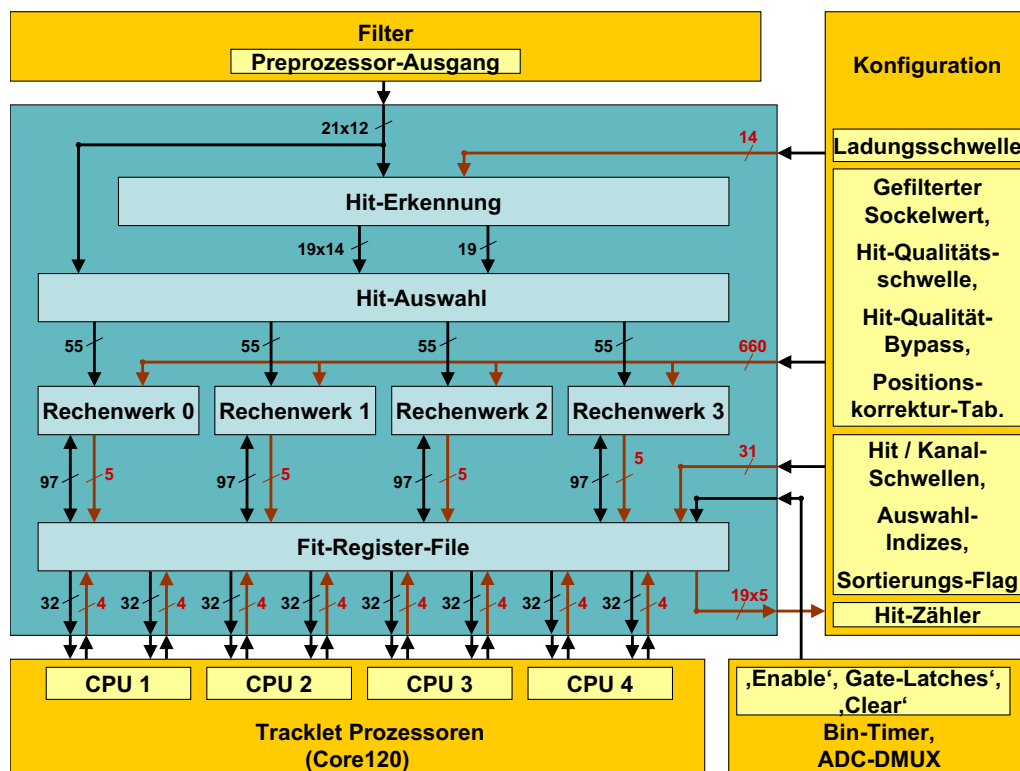 Filter
Preprozessor-Ausgang
Konfiguration
21x12
14
Ladungsschwelle
Hit-Erkennung
Gefilterter
Sockelwert,
Hit-Qualitäts-
schwelle,
Hit-Qualität-
Bypass,
Positions-
korrektur-Tab.
19x14
19
Hit-Auswahl
55
55
55
55
660
Rechenwerk 0
Rechenwerk 1
Rechenwerk 2
Rechenwerk 3
97
5
97
5
97
5
97
5
31
Hit / Kanal-
Schwellen,
Auswahl-
Indizes,
Sortierungs-Flag
Fit-Register-File
32
4
32
4
32
4
32
4
32
4
32
4
32
4
32
4
19x5
Hit-Zähler
CPU 1
CPU 2
CPU 3
CPU 4
Tracklet Prozessoren
(Core120)
‚Enable‘, Gate-Latches‘,
‚Clear‘
Bin-Timer,
ADC-DMUX